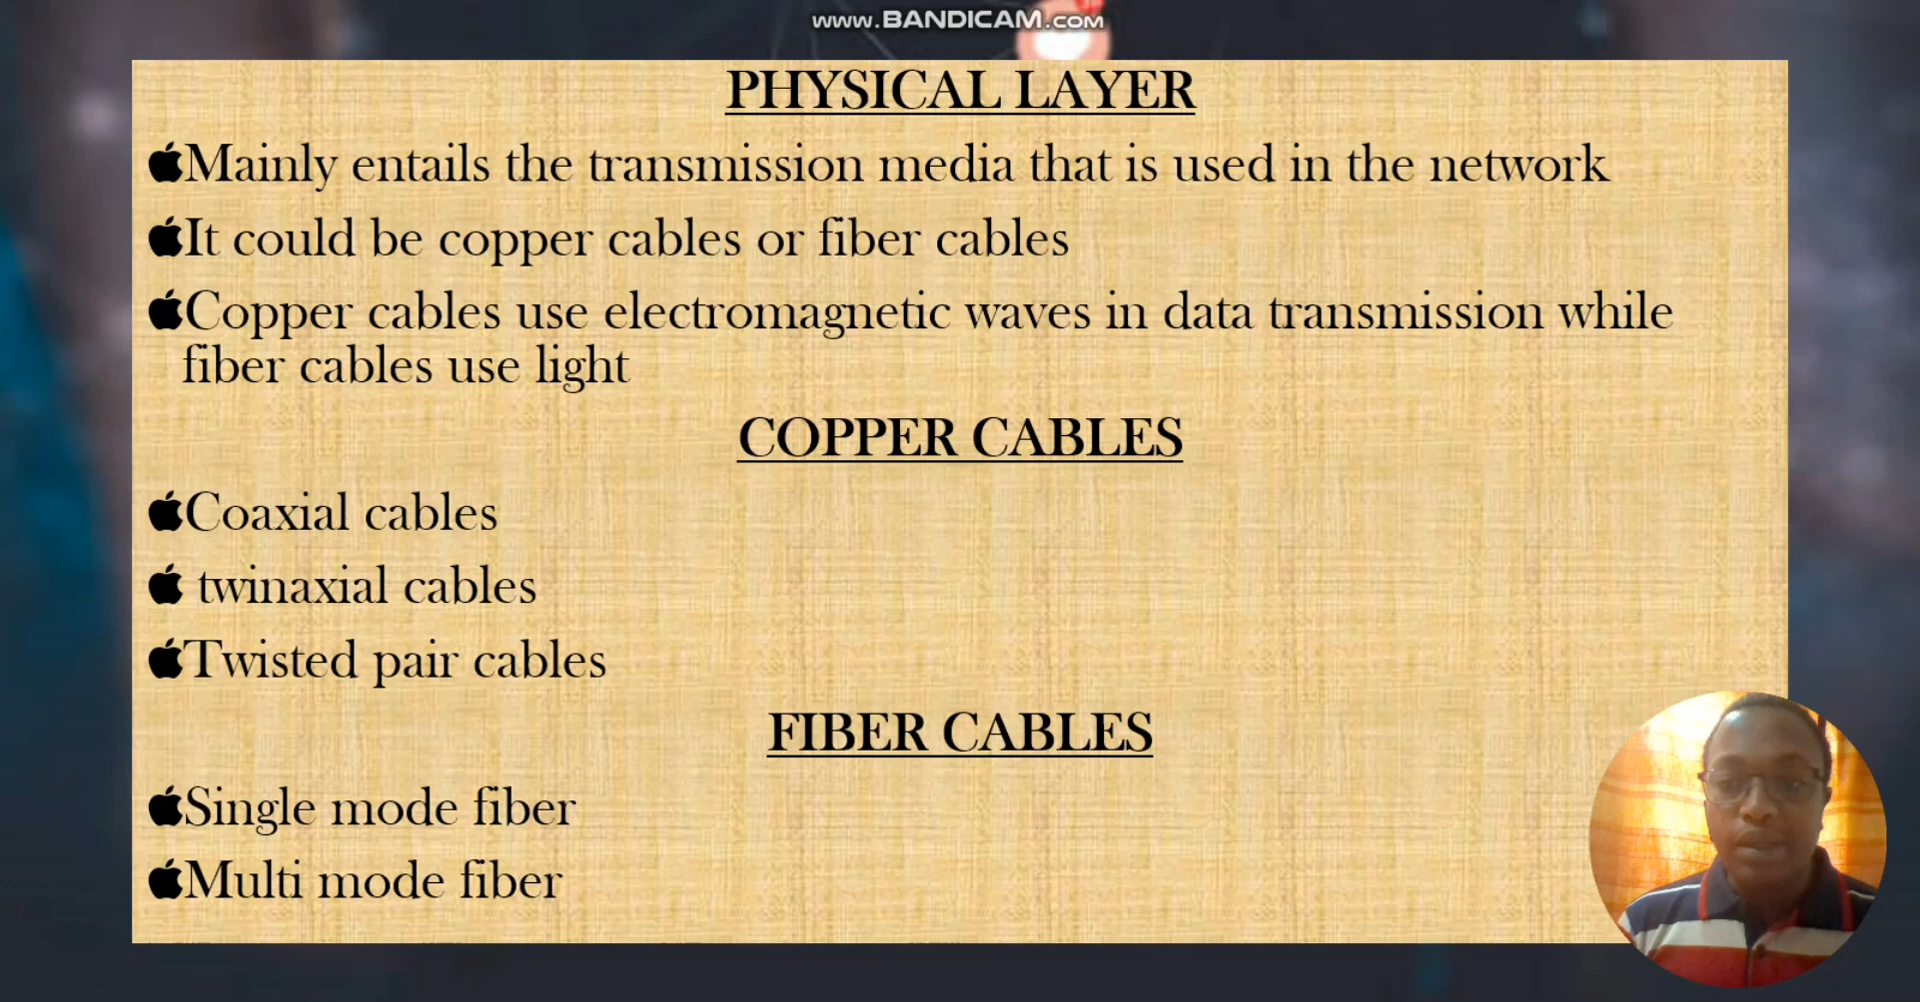 www.BANDICAM.com
PHYSICAL LAYER
Mainly entails the transmission media that is used in the network
It could be copper cables or fiber cables
Copper cables use electromagnetic waves in data transmission while
fiber cables use light
COPPER CABLES
Coaxial cables
twinaxial cables
Twisted pair cables
FIBER CABLES
Single mode fiber
Multi mode fiber